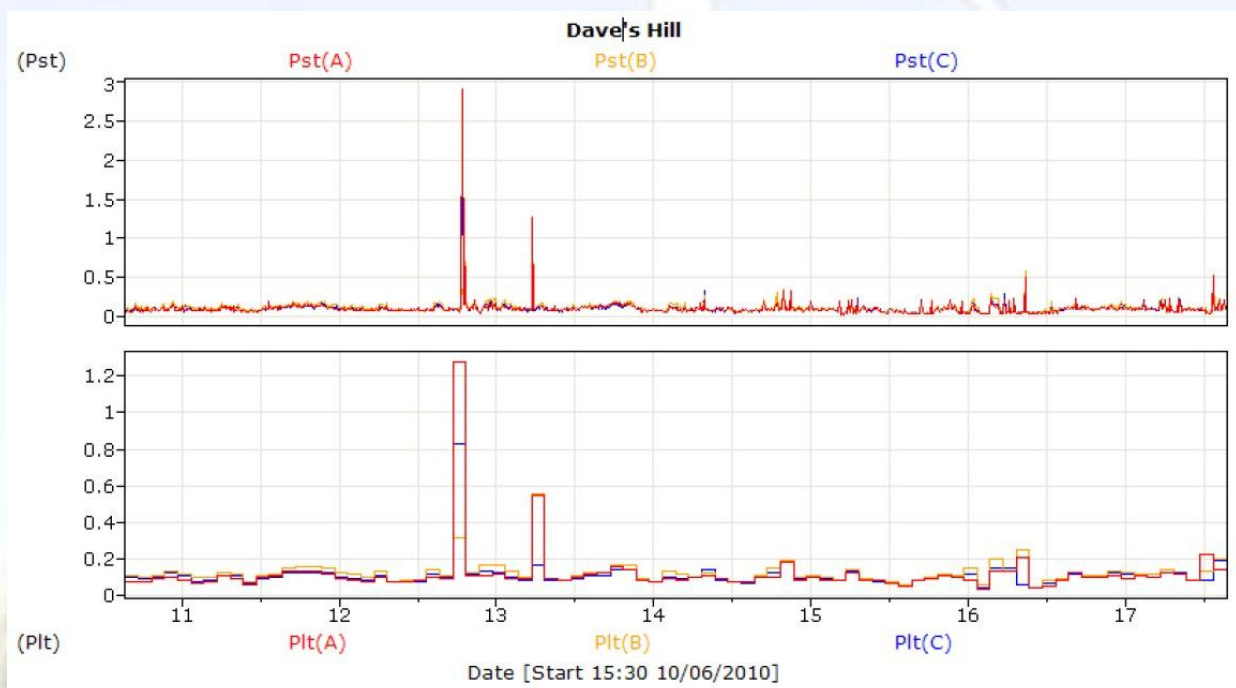 Dave's Hill
(Pst) Pst(A) Pst(B) Pst(C)
3
2.5
2
1.5
1
0.5
0
1.2
1
0.8
0.6
0.4
0.2
0
11 12 13 14 15 16 17
(Plt) Plt(A) Plt(B) Plt(C)
Date [Start 15:30 10/06/2010]